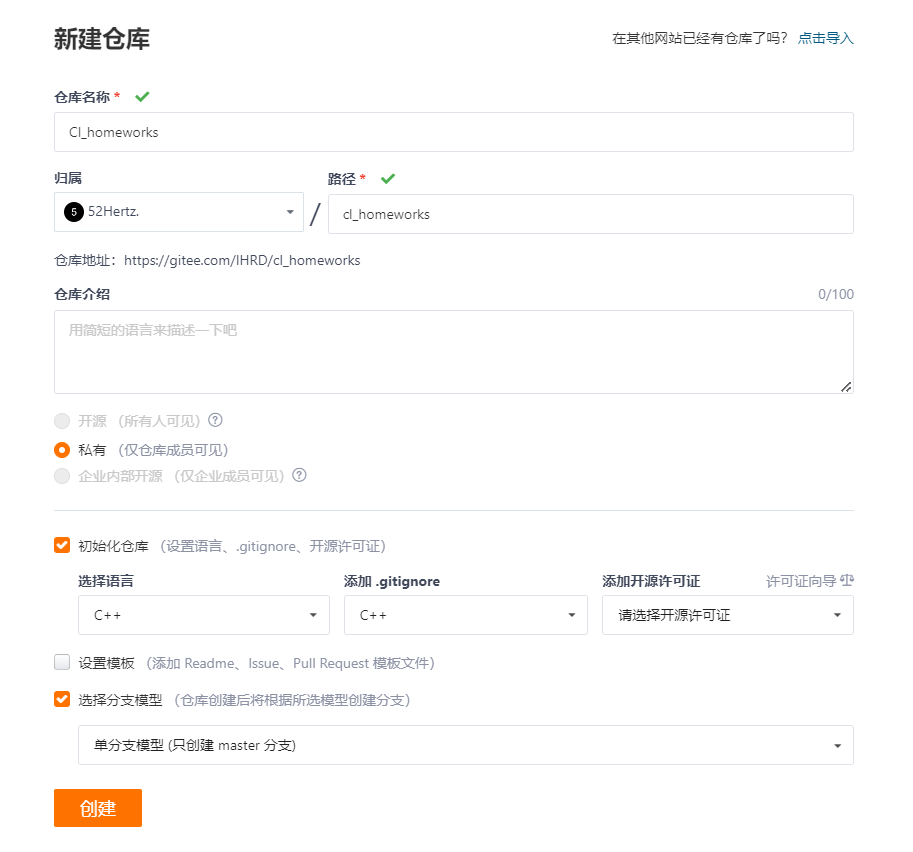 新建仓库
在其他网站已经有仓库了吗? 点击导入
仓库名称 *
Cl_homeworks
归属
路径 *
5 52Hertz. / cl_homeworks
仓库地址：https://gitee.com/IHRD/cl_homeworks
仓库介绍 0/100
用简短的语言来描述一下吧
开源 （所有人可见） ?
私有 （仅仓库成员可见）
企业内部开源 （仅企业成员可见） ?
初始化仓库 （设置语言、.gitignore、开源许可证）
选择语言 添加 .gitignore 添加开源许可证 许可证向导
C++ C++ 请选择开源许可证
设置模板 （添加 Readme、Issue、Pull Request 模板文件）
选择分支模型 （仓库创建后将根据所选模型创建分支）
单分支模型 (只创建 master 分支)
创建